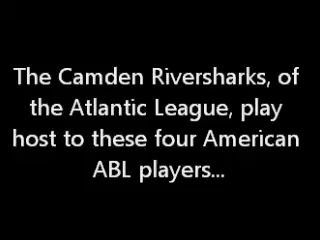 The Camden Riversharks, of
the Atlantic League, play
host to these four American
ABL players...